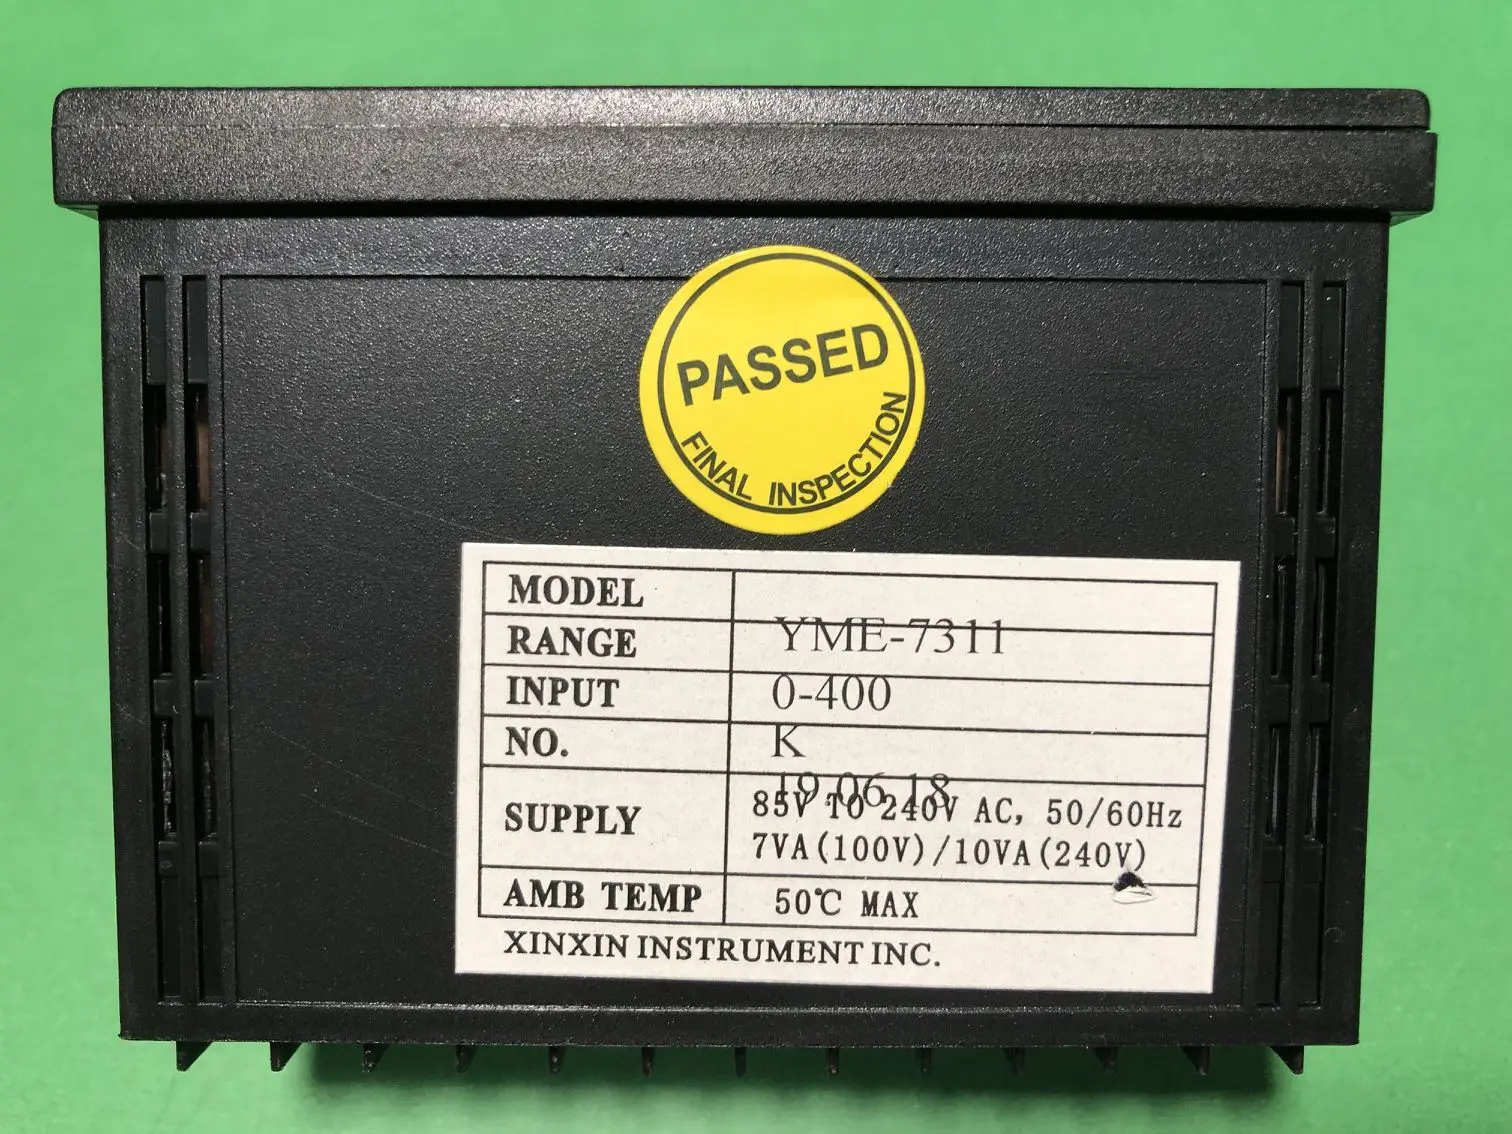 PASSED
FINAL INSPECTION
MODEL
YME-7311
RANGE
0-400
INPUT
K
NO.
19.06.18
SUPPLY
85V TO 240V AC, 50/60Hz
7VA(100V)/10VA(240V)
AMB TEMP
50℃ MAX
XINXIN INSTRUMENT INC.